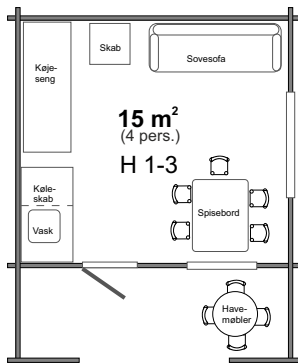 Køje-
seng
Skab
Sovesofa
15 m²
(4 pers.)
H 1-3
Køle-
skab
Vask
Spisebord
Have-
møbler